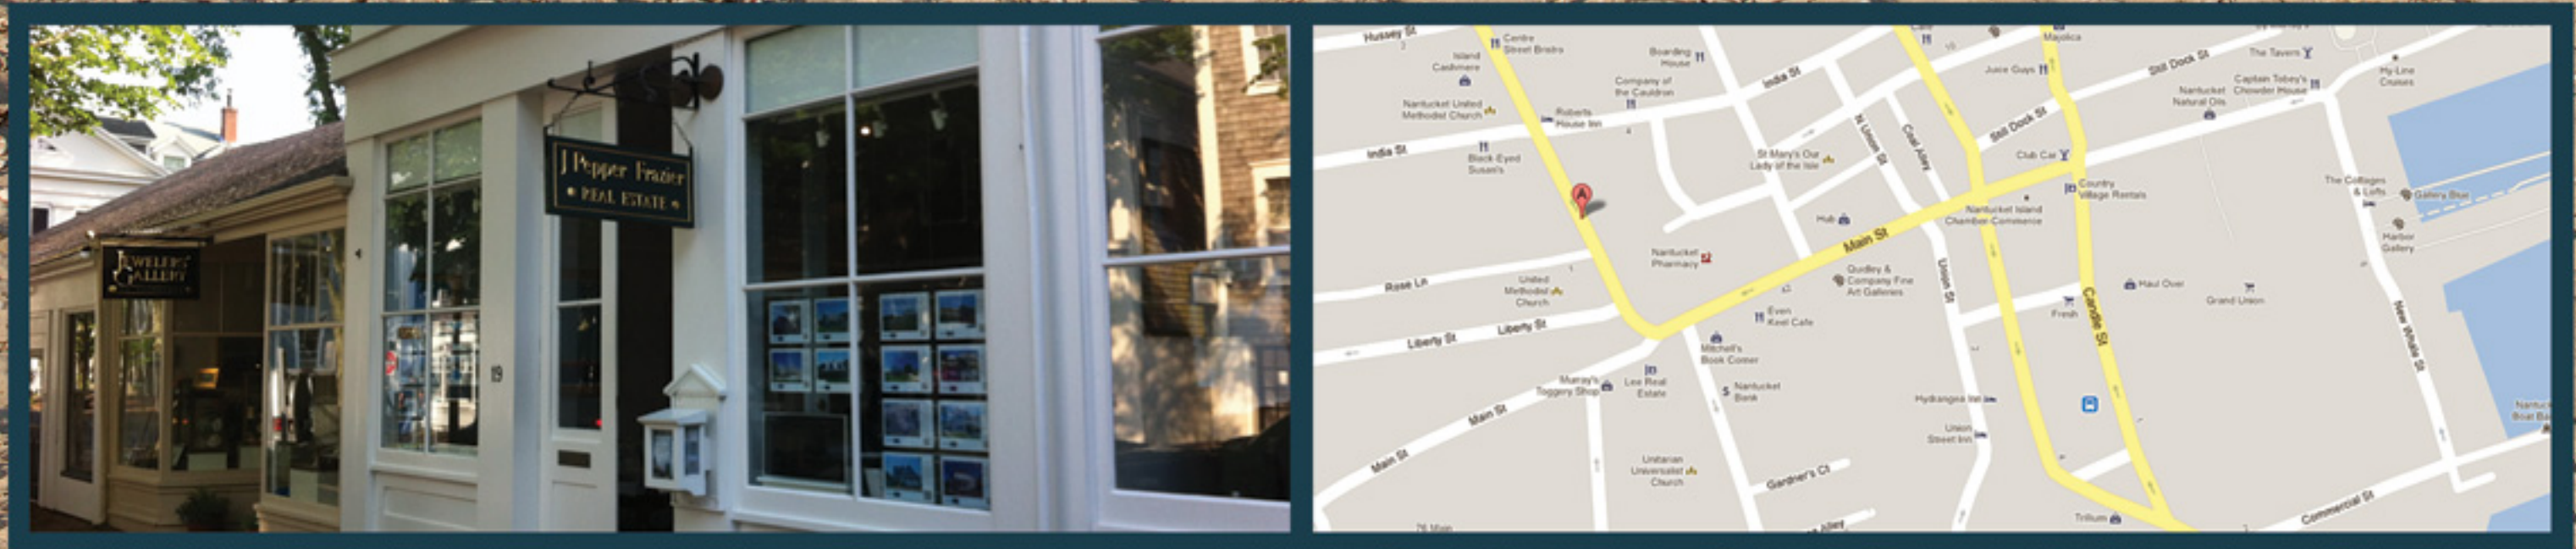 JEWELERS'
GALLERY
19
J Pepper Frazier
REAL ESTATE
Hussey St
Centre
Street Bistro
Island
Cashmere
Boarding
House
Company of
the Cauldron
Nantucket United
Methodist Church
Roberts
House Inn
India St
India St
Black-Eyed
Susan's
St Mary's Our
Lady of the Isle
N Union St
Coal Alley
Juice Guys
Majolica
Still Dock St
Still Dock St
The Tavern
Captain Tobey's
Chowder House
Nantucket
Natural Oils
Hy-Line
Cruises
Club Car
Country
Village Rentals
Nantucket Island
Chamber-Commerce
The Cottages
& Lofts
Gallery Blue
Harbor
Gallery
A
Hub
Main St
Nantucket
Pharmacy
Quidley &
Company Fine
Art Galleries
Union St
Rose Ln
United
Methodist
Church
Liberty St
Liberty St
Even
Keel Cafe
Mitchell's
Book Corner
Haul Over
Grand Union
Fresh
Candle St
New Whale St
Murray's
Toggery Shop
Lee Real
Estate
Nantucket
Bank
Main St
Main St
Hydrangea Inn
Union
Street Inn
Unitarian
Universalist
Church
Gardner's Ct
Trillium
Commercial St
76 Main
Alley